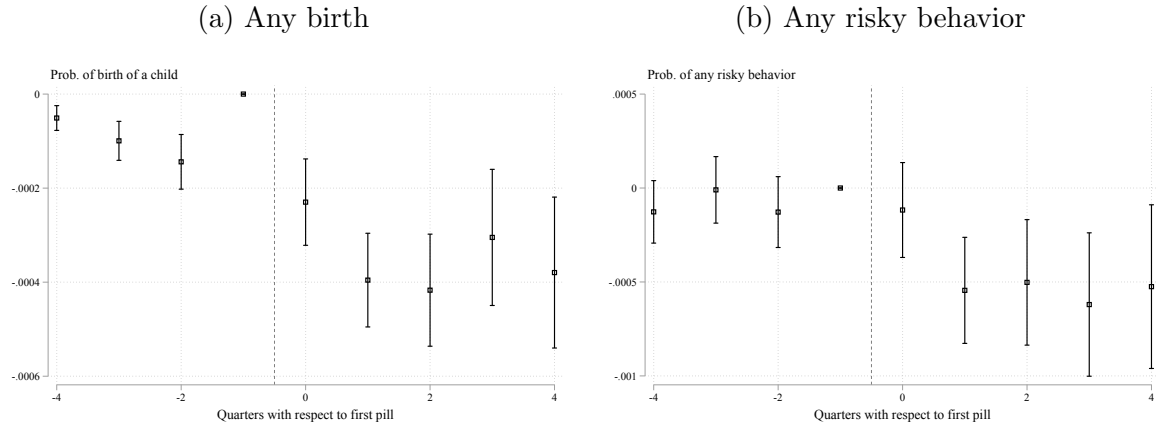 (a) Any birth
Prob. of birth of a child
0
-.0002
-.0004
-.0006
-4 -2 0 2 4
Quarters with respect to first pill
(b) Any risky behavior
Prob. of any risky behavior
.0005
0
-.0005
-.001
-4 -2 0 2 4
Quarters with respect to first pill